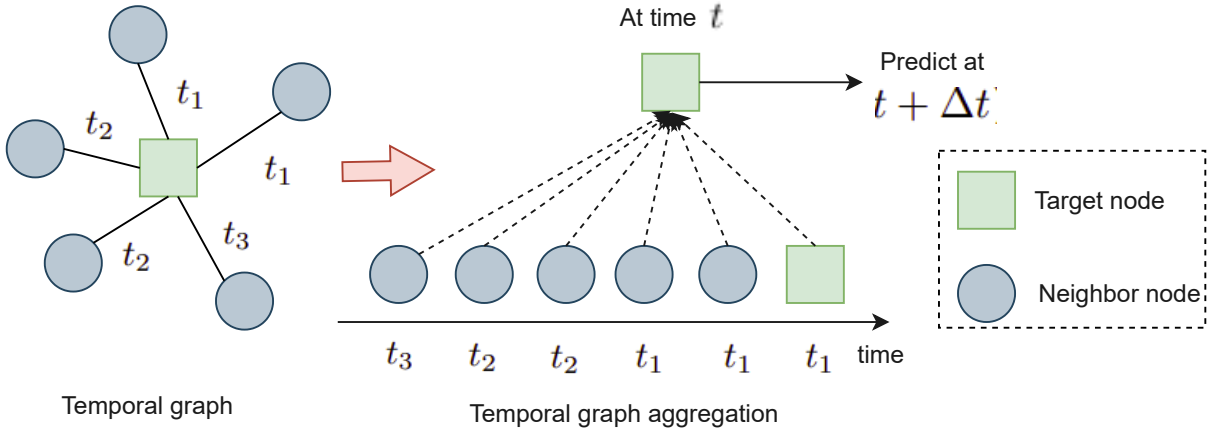 At time t
Predict at
t + Δt
t₁
t₂
t₁
t₃
t₂
Target node
Neighbor node
t₃ t₂ t₂ t₁ t₁ t₁ time
Temporal graph
Temporal graph aggregation